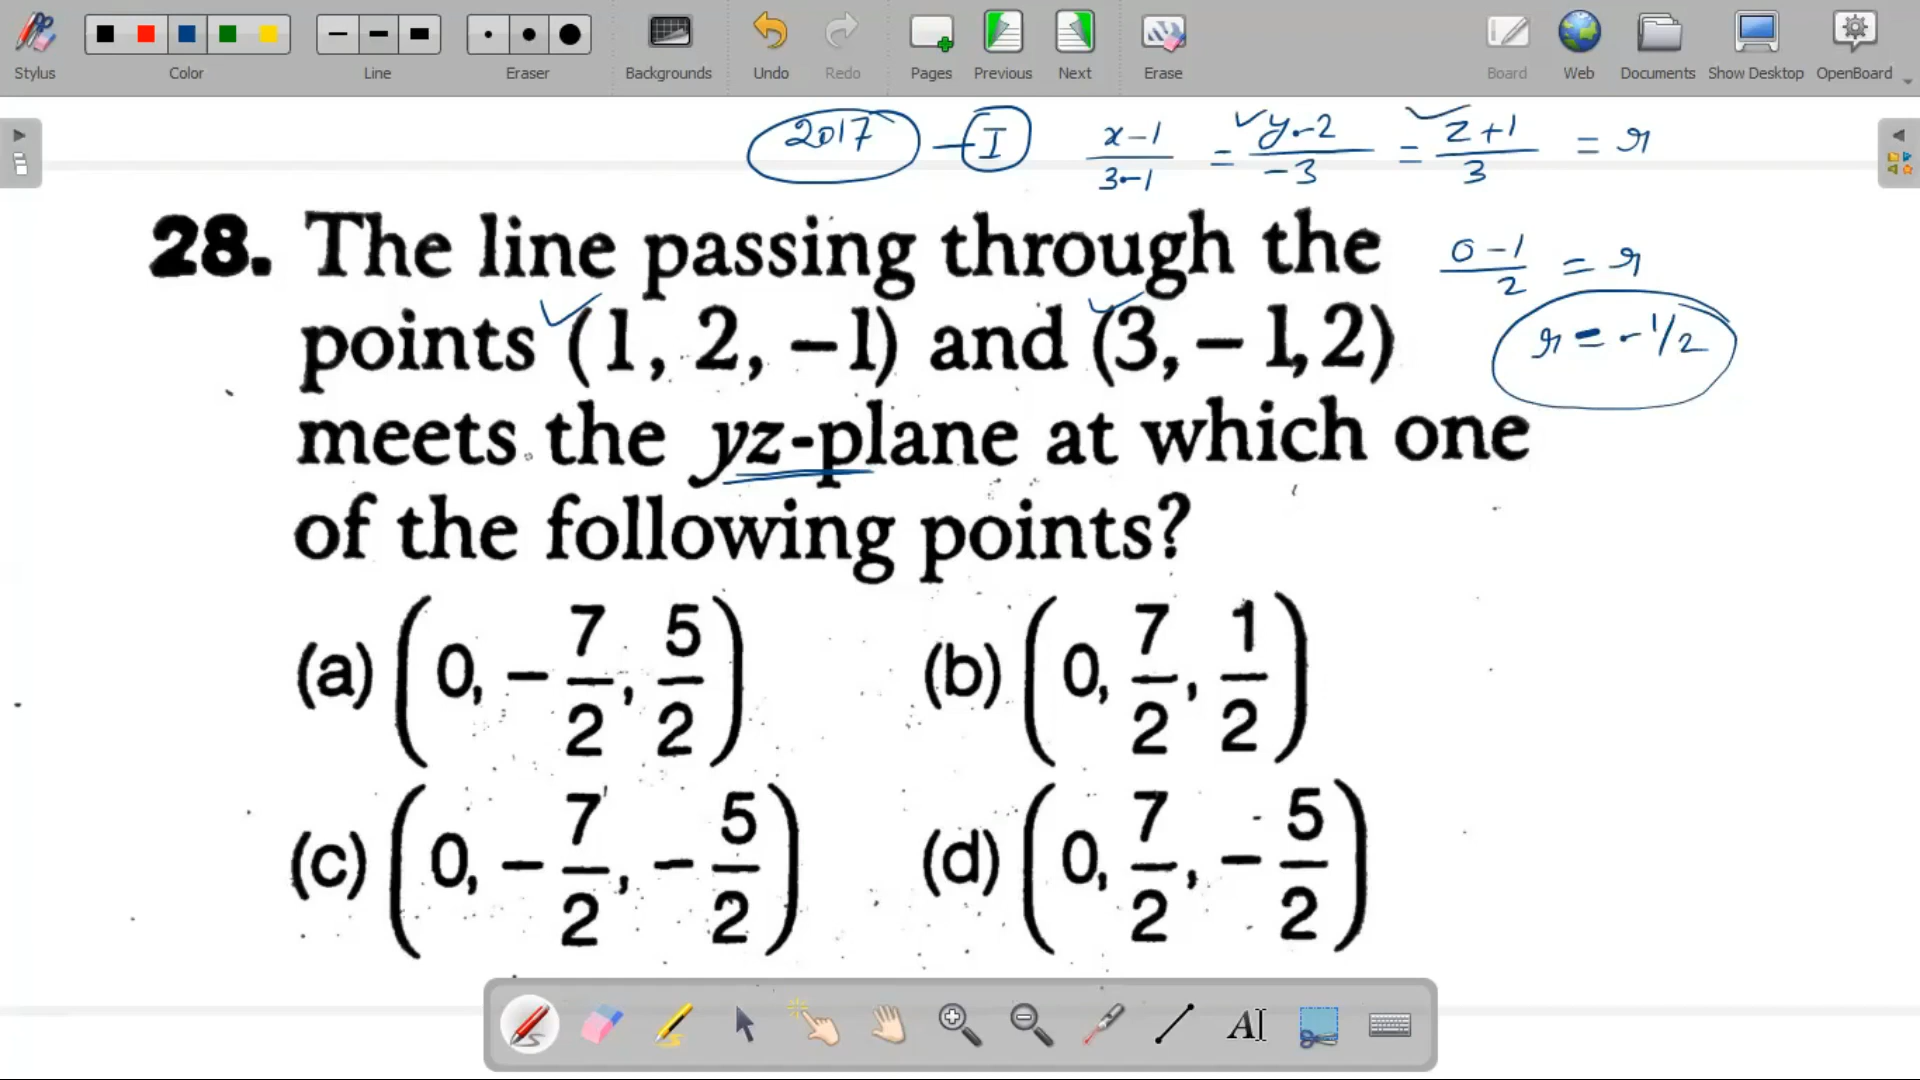 Stylus Color Line Eraser Backgrounds Undo Redo Pages Previous Next Erase Board Web Documents Show Desktop OpenBoard
2017 - I (x-1)/(3-1) = (y-2)/(-3) = (z+1)/3 = r
28. The line passing through the
(0-1)/2 = r
points (1, 2, -1) and (3, -1, 2)
r = -1/2
meets the yz-plane at which one
of the following points?
(a) (0, -7/2, 5/2) (b) (0, 7/2, 1/2)
(c) (0, -7/2, -5/2) (d) (0, 7/2, -5/2)